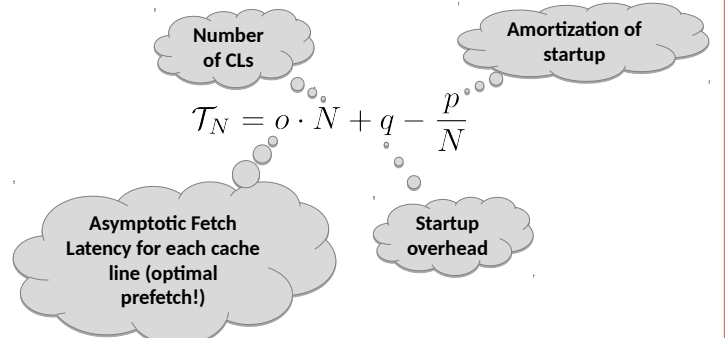 Number
of CLs
Amortization of
startup
𝒯_N = o · N + q − p/N
Asymptotic Fetch
Latency for each cache
line (optimal
prefetch!)
Startup
overhead